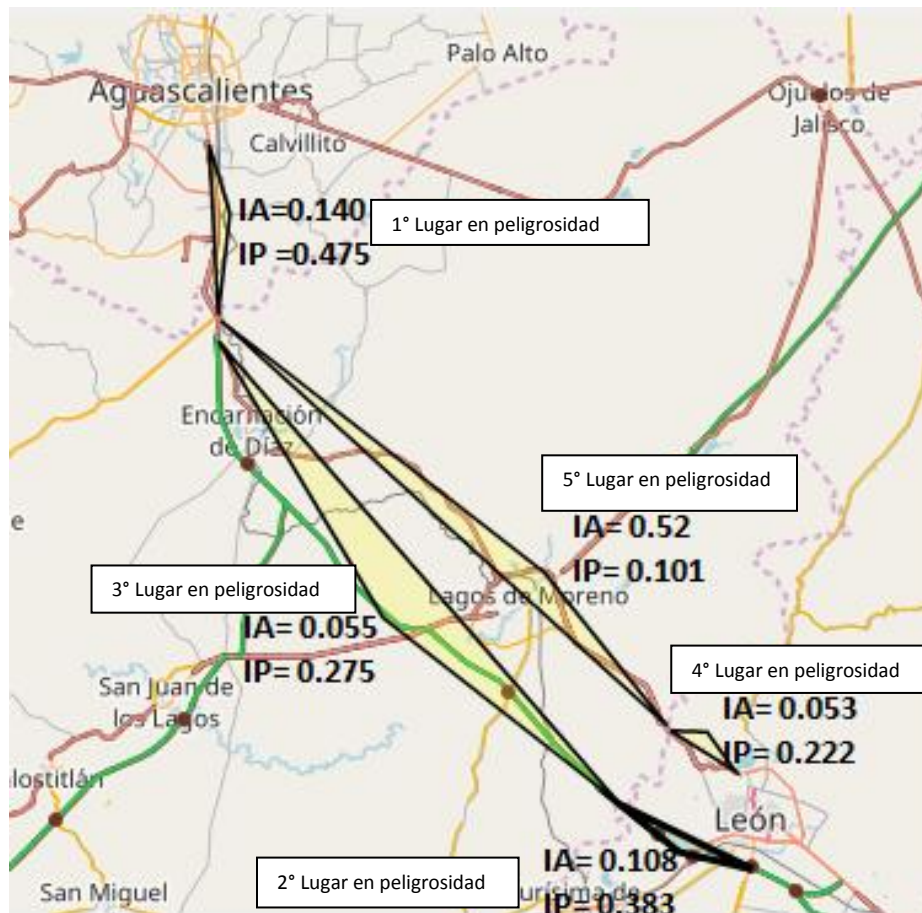 Palo Alto
Aguascalientes
Ojuelos de
Jalisco
Calvillito
IA=0.140
1° Lugar en peligrosidad
IP =0.475
Encarnación
de Díaz
5° Lugar en peligrosidad
e
IA= 0.52
IP= 0.101
3° Lugar en peligrosidad
Lagos de Moreno
IA= 0.055
IP= 0.275
4° Lugar en peligrosidad
San Juan de
los Lagos
IA= 0.053
IP= 0.222
lostitlán
León
IA= 0.108
2° Lugar en peligrosidad
urísima de
San Miguel
IP= 0.383